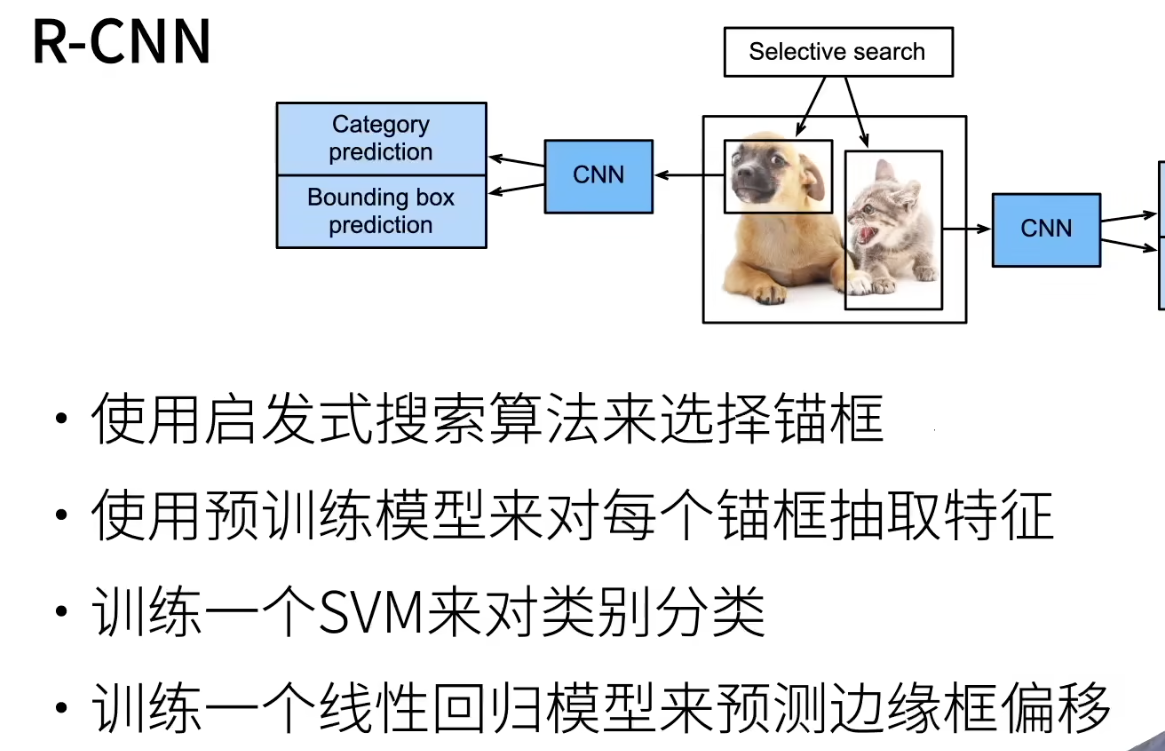 R-CNN
Selective search
Category
prediction
Bounding box
prediction
CNN
CNN
• 使用启发式搜索算法来选择锚框
• 使用预训练模型来对每个锚框抽取特征
• 训练一个SVM来对类别分类
• 训练一个线性回归模型来预测边缘框偏移